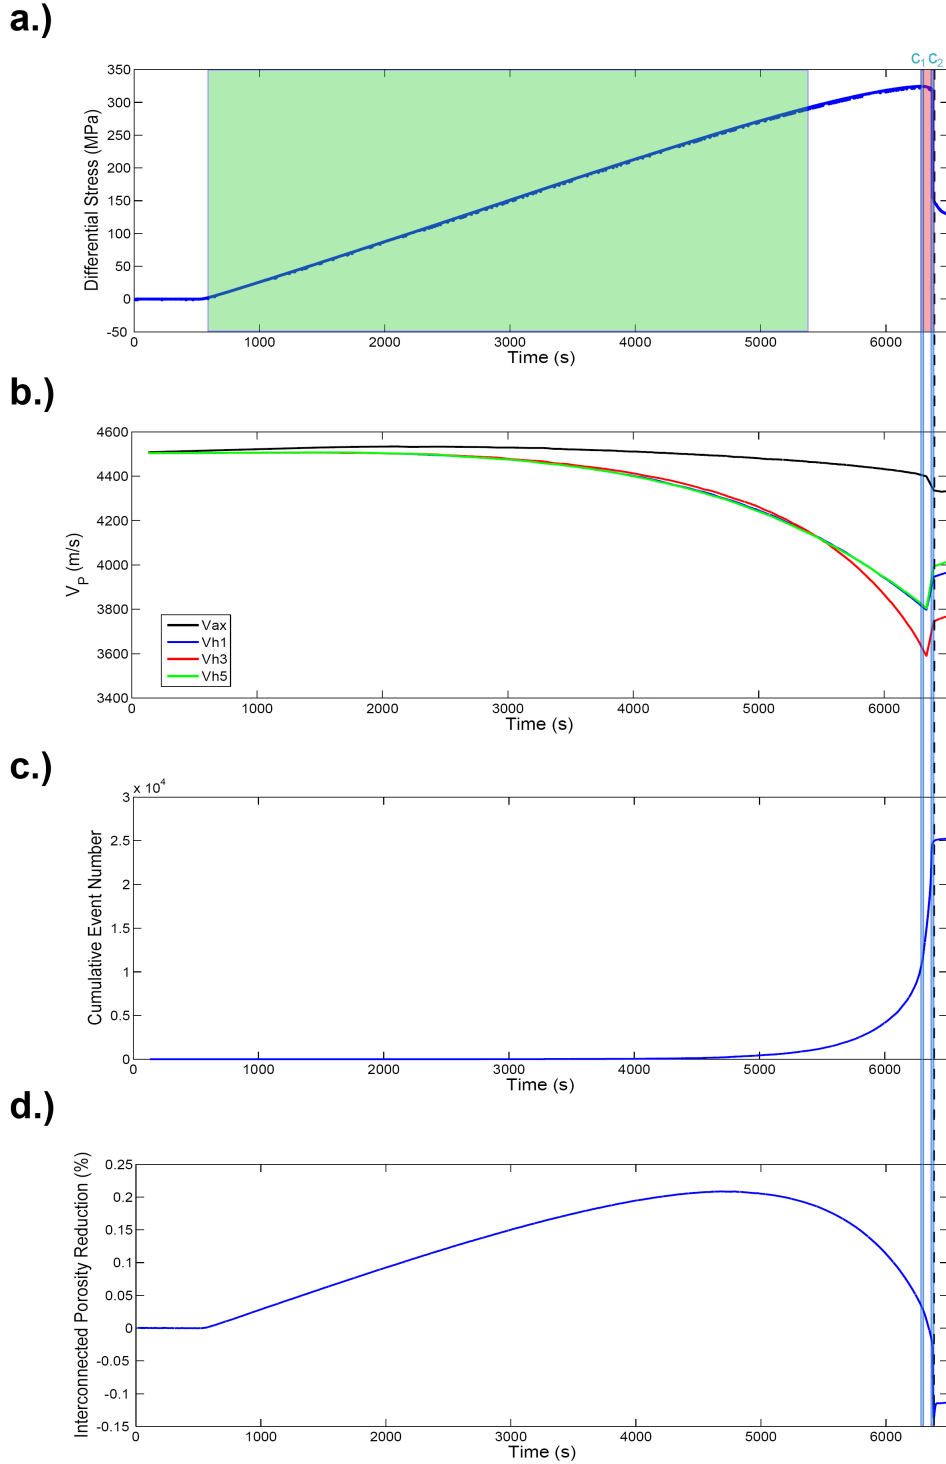 a.)
C1 C2
350
300
250
200
150
100
50
0
-50
Differential Stress (MPa)
0 1000 2000 3000 4000 5000 6000
Time (s)
b.)
4600
4400
4200
4000
3800
3600
3400
VP (m/s)
Vax
Vh1
Vh3
Vh5
0 1000 2000 3000 4000 5000 6000
Time (s)
c.)
x 10^4
3
2.5
2
1.5
1
0.5
0
Cumulative Event Number
0 1000 2000 3000 4000 5000 6000
Time (s)
d.)
0.25
0.2
0.15
0.1
0.05
0
-0.05
-0.1
-0.15
Interconnected Porosity Reduction (%)
0 1000 2000 3000 4000 5000 6000
Time (s)